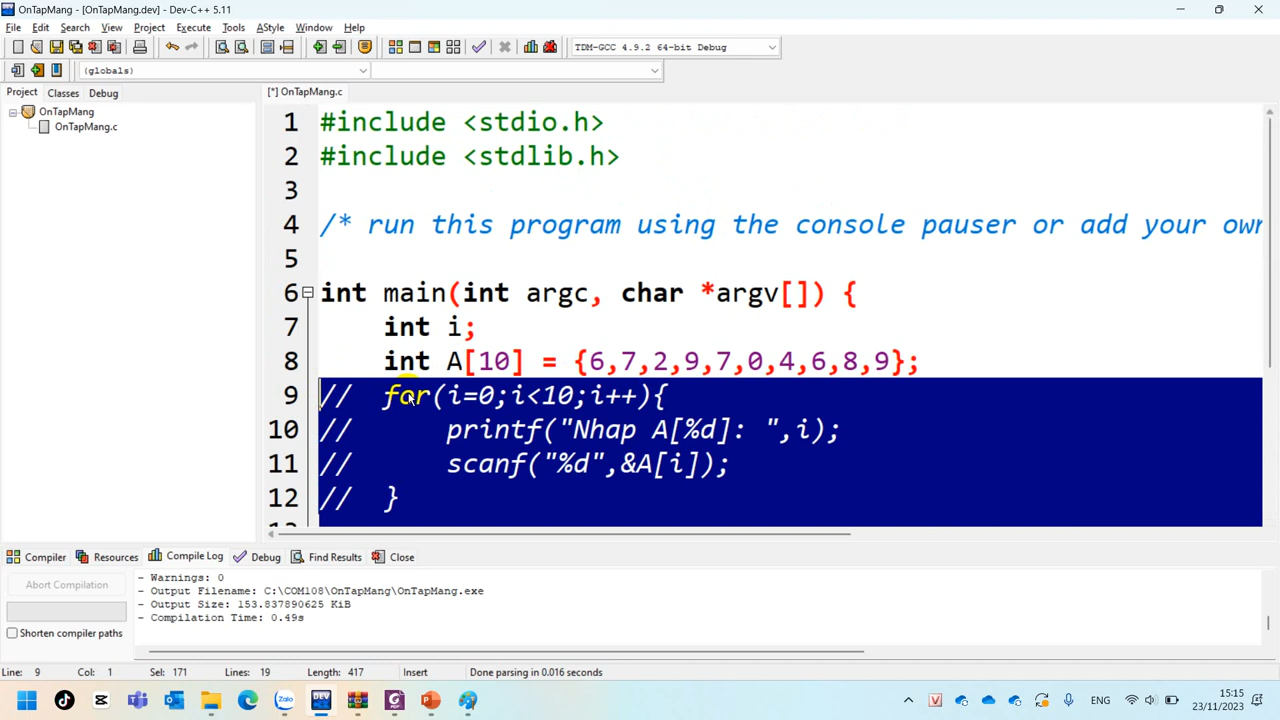 OnTapMang - [OnTapMang.dev] - Dev-C++ 5.11
File Edit Search View Project Execute Tools AStyle Window Help
TDM-GCC 4.9.2 64-bit Debug
(globals)
Project Classes Debug
[*] OnTapMang.c
OnTapMang
OnTapMang.c
1 #include <stdio.h>
2 #include <stdlib.h>
3
4 /* run this program using the console pauser or add your own
5
6 int main(int argc, char *argv[]) {
7 int i;
8 int A[10] = {6,7,2,9,7,0,4,6,8,9};
9 // for(i=0;i<10;i++){
10 // printf("Nhap A[%d]: ",i);
11 // scanf("%d",&A[i]);
12 // }
Compiler Resources Compile Log Debug Find Results Close
Abort Compilation
Shorten compiler paths
- Warnings: 0
- Output Filename: C:\COM108\OnTapMang\OnTapMang.exe
- Output Size: 153.837890625 KiB
- Compilation Time: 0.49s
Line: 9 Col: 1 Sel: 171 Lines: 19 Length: 417 Insert Done parsing in 0.016 seconds
DEV
Zalo
V
ENG
15:15
23/11/2023